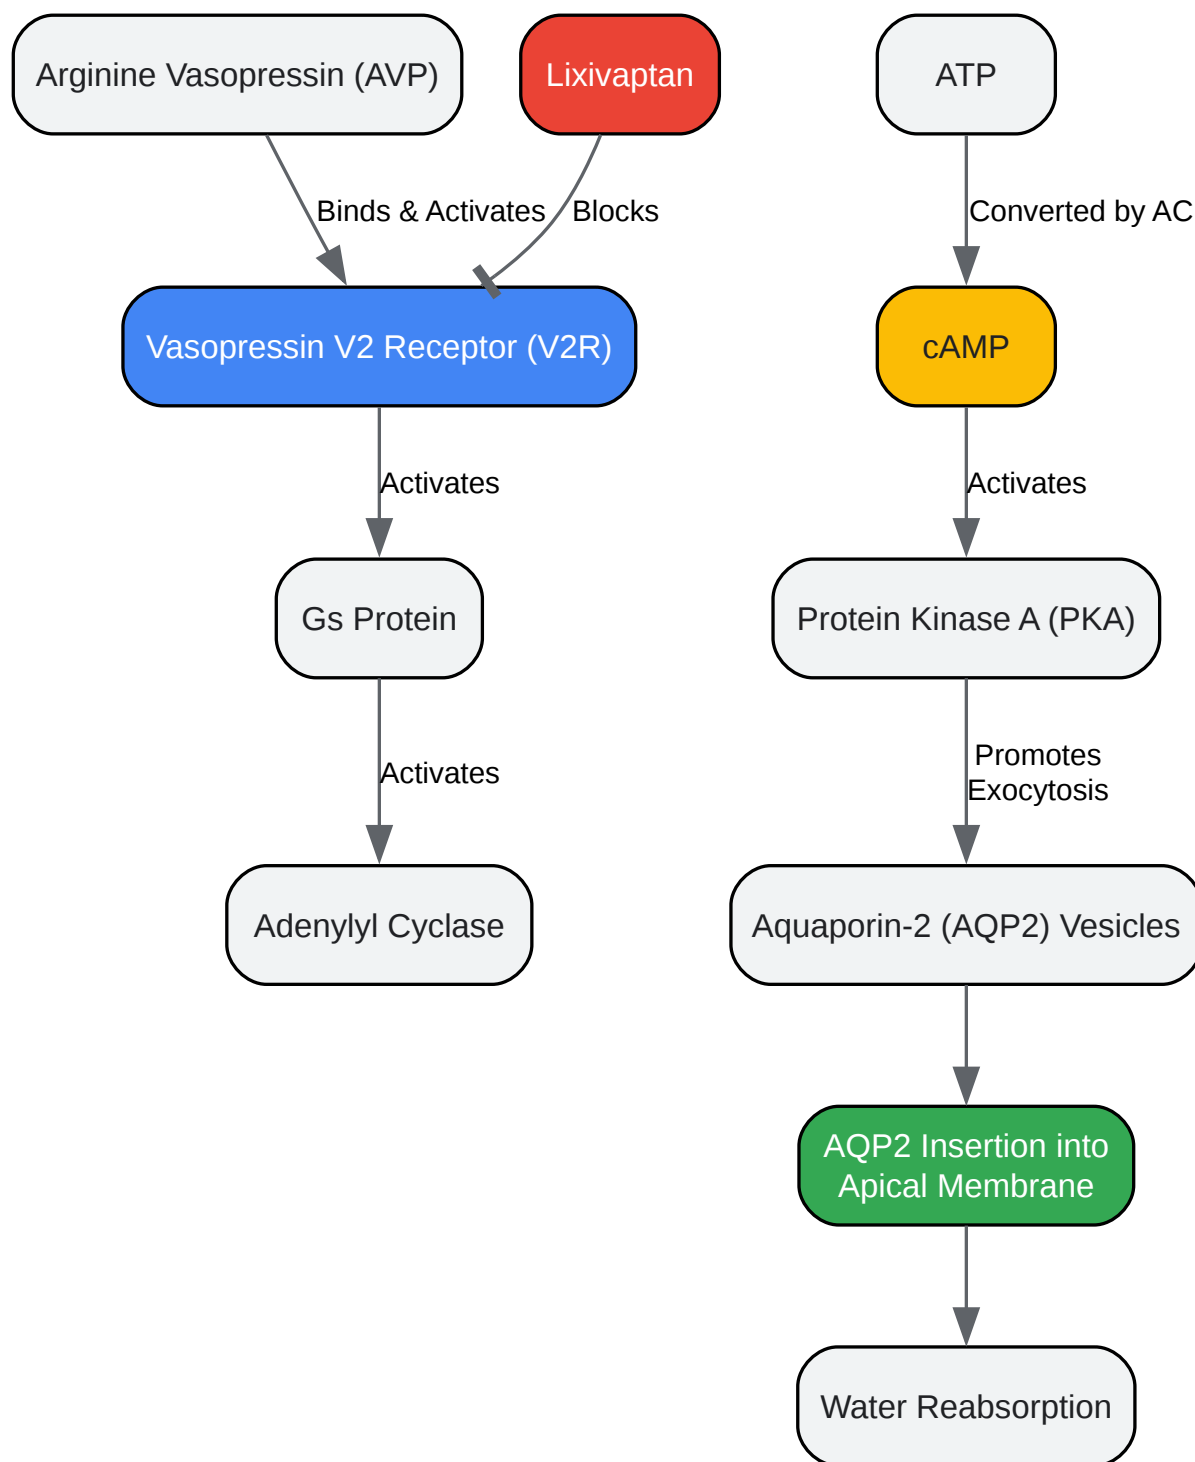 Arginine Vasopressin (AVP)
Lixivaptan
ATP
Binds & Activates
Blocks
Converted by AC
Vasopressin V2 Receptor (V2R)
cAMP
Activates
Activates
Gs Protein
Protein Kinase A (PKA)
Activates
Promotes
Exocytosis
Adenylyl Cyclase
Aquaporin-2 (AQP2) Vesicles
AQP2 Insertion into
Apical Membrane
Water Reabsorption